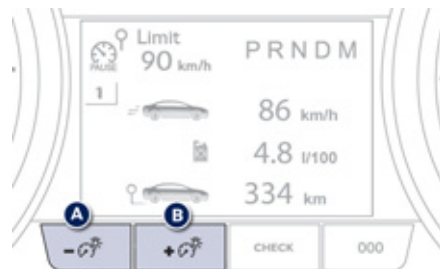 Limit
PRNDM
PAUSE
90 km/h
1
86 km/h
4.8 l/100
334 km
A
B
-
+
CHECK
000